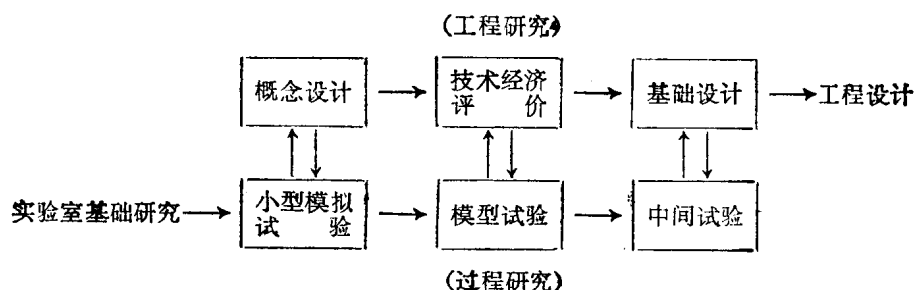 (工程研究)
概念设计
技术经济
评价
基础设计
工程设计
实验室基础研究
小型模拟
试验
模型试验
中间试验
(过程研究)